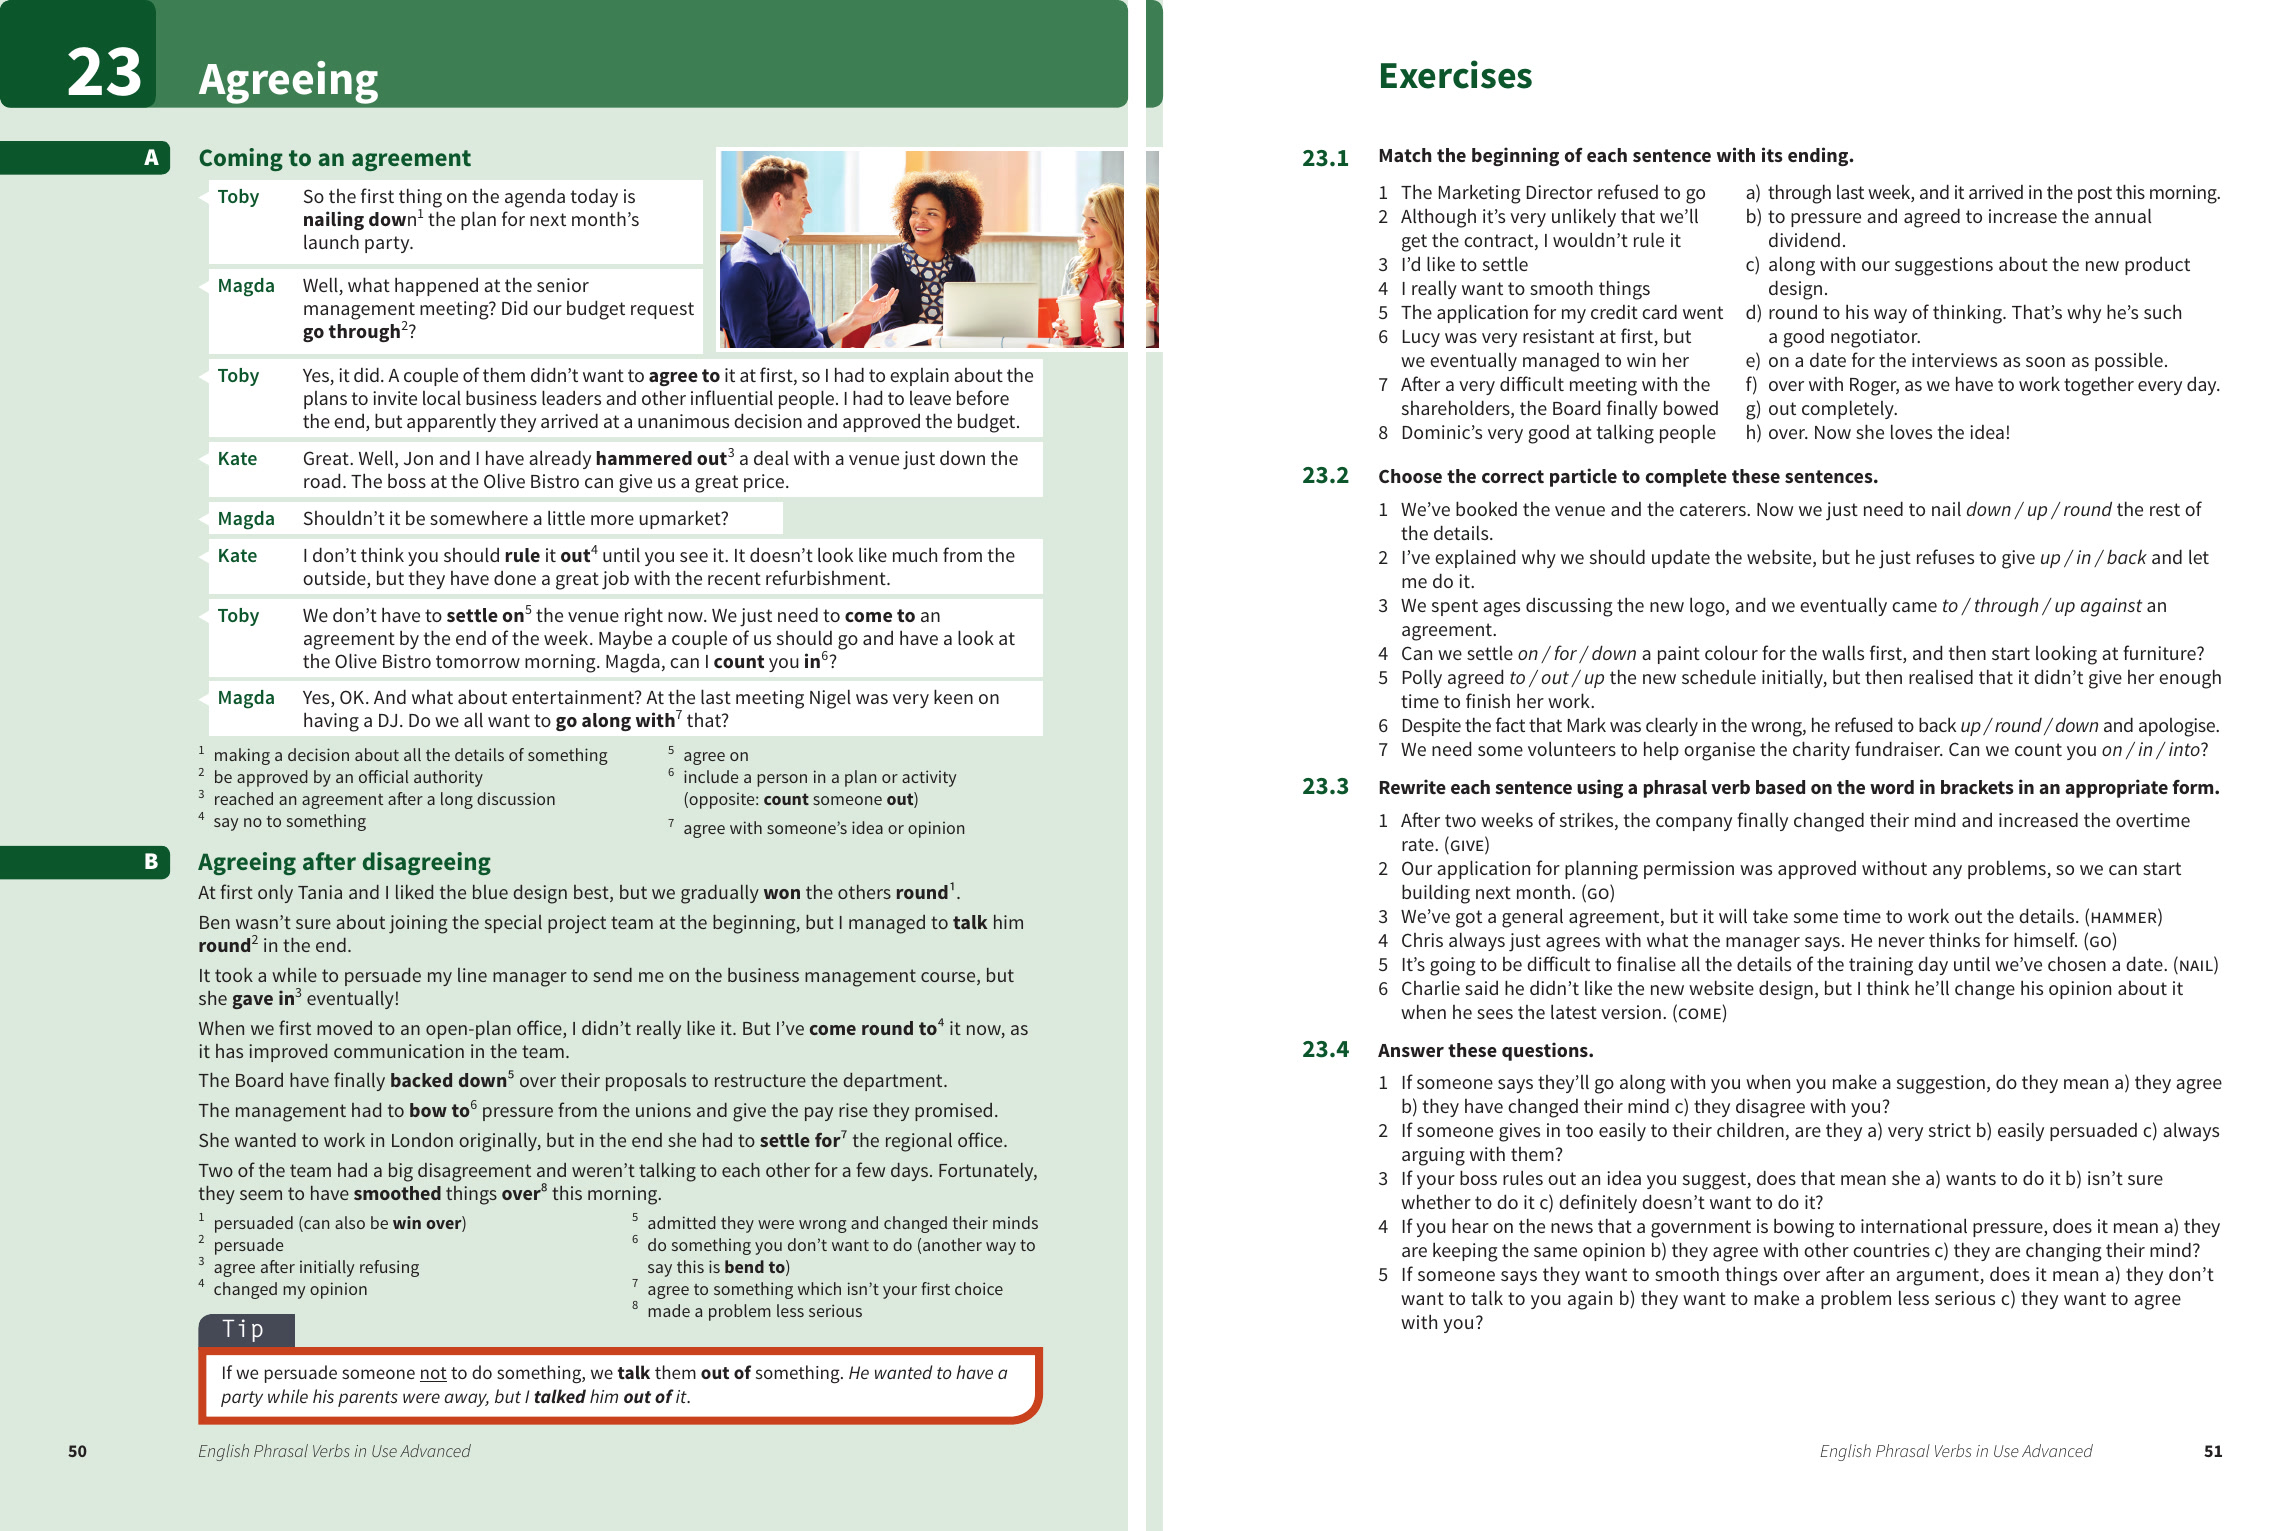 23
Agreeing
A
Coming to an agreement
Toby
So the first thing on the agenda today is
nailing down¹ the plan for next month’s
launch party.
Magda
Well, what happened at the senior
management meeting? Did our budget request
go through²?
Toby
Yes, it did. A couple of them didn’t want to agree to it at first, so I had to explain about the
plans to invite local business leaders and other influential people. I had to leave before
the end, but apparently they arrived at a unanimous decision and approved the budget.
Kate
Great. Well, Jon and I have already hammered out³ a deal with a venue just down the
road. The boss at the Olive Bistro can give us a great price.
Magda
Shouldn’t it be somewhere a little more upmarket?
Kate
I don’t think you should rule it out⁴ until you see it. It doesn’t look like much from the
outside, but they have done a great job with the recent refurbishment.
Toby
We don’t have to settle on⁵ the venue right now. We just need to come to an
agreement by the end of the week. Maybe a couple of us should go and have a look at
the Olive Bistro tomorrow morning. Magda, can I count you in⁶?
Magda
Yes, OK. And what about entertainment? At the last meeting Nigel was very keen on
having a DJ. Do we all want to go along with⁷ that?
¹ making a decision about all the details of something
² be approved by an official authority
³ reached an agreement after a long discussion
⁴ say no to something
⁵ agree on
⁶ include a person in a plan or activity
(opposite: count someone out)
⁷ agree with someone’s idea or opinion
B
Agreeing after disagreeing
At first only Tania and I liked the blue design best, but we gradually won the others round¹.
Ben wasn’t sure about joining the special project team at the beginning, but I managed to talk him
round² in the end.
It took a while to persuade my line manager to send me on the business management course, but
she gave in³ eventually!
When we first moved to an open-plan office, I didn’t really like it. But I’ve come round to⁴ it now, as
it has improved communication in the team.
The Board have finally backed down⁵ over their proposals to restructure the department.
The management had to bow to⁶ pressure from the unions and give the pay rise they promised.
She wanted to work in London originally, but in the end she had to settle for⁷ the regional office.
Two of the team had a big disagreement and weren’t talking to each other for a few days. Fortunately,
they seem to have smoothed things over⁸ this morning.
¹ persuaded (can also be win over)
² persuade
³ agree after initially refusing
⁴ changed my opinion
⁵ admitted they were wrong and changed their minds
⁶ do something you don’t want to do (another way to
say this is bend to)
⁷ agree to something which isn’t your first choice
⁸ made a problem less serious
Tip
If we persuade someone not to do something, we talk them out of something. He wanted to have a
party while his parents were away, but I talked him out of it.
50
English Phrasal Verbs in Use Advanced
Exercises
23.1
Match the beginning of each sentence with its ending.
1 The Marketing Director refused to go
2 Although it’s very unlikely that we’ll
get the contract, I wouldn’t rule it
3 I’d like to settle
4 I really want to smooth things
5 The application for my credit card went
6 Lucy was very resistant at first, but
we eventually managed to win her
7 After a very difficult meeting with the
shareholders, the Board finally bowed
8 Dominic’s very good at talking people
a) through last week, and it arrived in the post this morning.
b) to pressure and agreed to increase the annual
dividend.
c) along with our suggestions about the new product
design.
d) round to his way of thinking. That’s why he’s such
a good negotiator.
e) on a date for the interviews as soon as possible.
f) over with Roger, as we have to work together every day.
g) out completely.
h) over. Now she loves the idea!
23.2
Choose the correct particle to complete these sentences.
1 We’ve booked the venue and the caterers. Now we just need to nail down / up / round the rest of
the details.
2 I’ve explained why we should update the website, but he just refuses to give up / in / back and let
me do it.
3 We spent ages discussing the new logo, and we eventually came to / through / up against an
agreement.
4 Can we settle on / for / down a paint colour for the walls first, and then start looking at furniture?
5 Polly agreed to / out / up the new schedule initially, but then realised that it didn’t give her enough
time to finish her work.
6 Despite the fact that Mark was clearly in the wrong, he refused to back up / round / down and apologise.
7 We need some volunteers to help organise the charity fundraiser. Can we count you on / in / into?
23.3
Rewrite each sentence using a phrasal verb based on the word in brackets in an appropriate form.
1 After two weeks of strikes, the company finally changed their mind and increased the overtime
rate. (GIVE)
2 Our application for planning permission was approved without any problems, so we can start
building next month. (GO)
3 We’ve got a general agreement, but it will take some time to work out the details. (HAMMER)
4 Chris always just agrees with what the manager says. He never thinks for himself. (GO)
5 It’s going to be difficult to finalise all the details of the training day until we’ve chosen a date. (NAIL)
6 Charlie said he didn’t like the new website design, but I think he’ll change his opinion about it
when he sees the latest version. (COME)
23.4
Answer these questions.
1 If someone says they’ll go along with you when you make a suggestion, do they mean a) they agree
b) they have changed their mind c) they disagree with you?
2 If someone gives in too easily to their children, are they a) very strict b) easily persuaded c) always
arguing with them?
3 If your boss rules out an idea you suggest, does that mean she a) wants to do it b) isn’t sure
whether to do it c) definitely doesn’t want to do it?
4 If you hear on the news that a government is bowing to international pressure, does it mean a) they
are keeping the same opinion b) they agree with other countries c) they are changing their mind?
5 If someone says they want to smooth things over after an argument, does it mean a) they don’t
want to talk to you again b) they want to make a problem less serious c) they want to agree
with you?
English Phrasal Verbs in Use Advanced
51